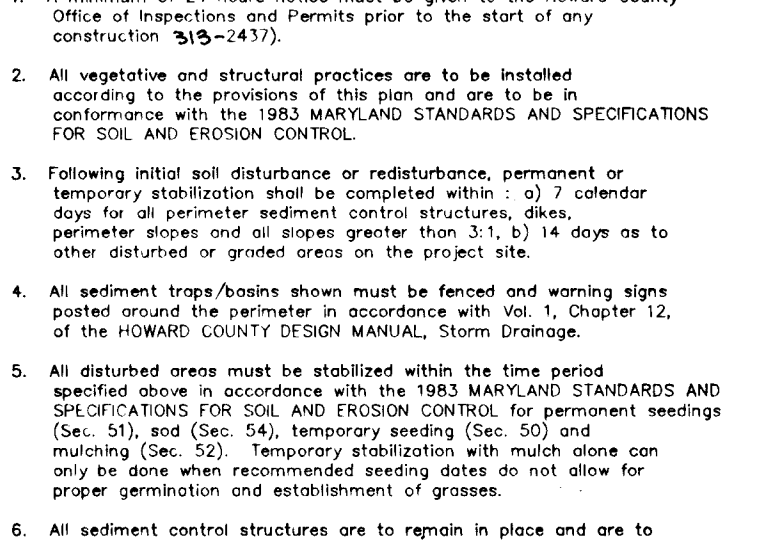 Office of Inspections and Permits prior to the start of any
construction 313-2437).
2. All vegetative and structural practices are to be installed
according to the provisions of this plan and are to be in
conformance with the 1983 MARYLAND STANDARDS AND SPECIFICATIONS
FOR SOIL AND EROSION CONTROL.
3. Following initial soil disturbance or redisturbance, permanent or
temporary stabilization shall be completed within : a) 7 calendar
days for all perimeter sediment control structures, dikes,
perimeter slopes and all slopes greater than 3:1, b) 14 days as to
other disturbed or graded areas on the project site.
4. All sediment traps/basins shown must be fenced and warning signs
posted around the perimeter in accordance with Vol. 1, Chapter 12,
of the HOWARD COUNTY DESIGN MANUAL, Storm Drainage.
5. All disturbed areas must be stabilized within the time period
specified above in accordance with the 1983 MARYLAND STANDARDS AND
SPECIFICATIONS FOR SOIL AND EROSION CONTROL for permanent seedings
(Sec. 51), sod (Sec. 54), temporary seeding (Sec. 50) and
mulching (Sec. 52). Temporary stabilization with mulch alone can
only be done when recommended seeding dates do not allow for
proper germination and establishment of grasses.
6. All sediment control structures are to remain in place and are to